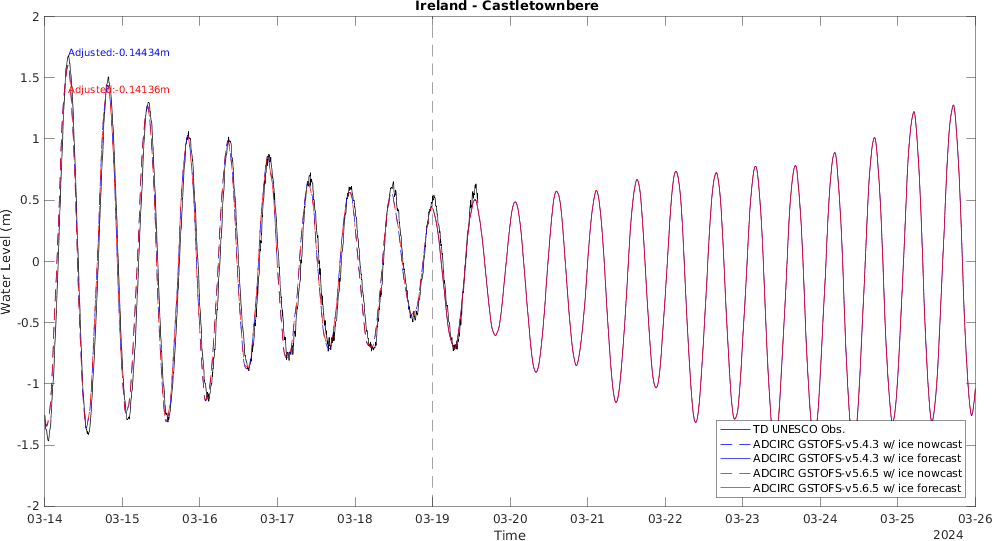 Ireland - Castletownbere
2
1.5
1
0.5
0
-0.5
-1
-1.5
-2
Water Level (m)
Adjusted:-0.14434m
Adjusted:-0.14136m
TD UNESCO Obs.
ADCIRC GSTOFS-v5.4.3 w/ ice nowcast
ADCIRC GSTOFS-v5.4.3 w/ ice forecast
ADCIRC GSTOFS-v5.6.5 w/ ice nowcast
ADCIRC GSTOFS-v5.6.5 w/ ice forecast
03-14 03-15 03-16 03-17 03-18 03-19 03-20 03-21 03-22 03-23 03-24 03-25 03-26
Time
2024